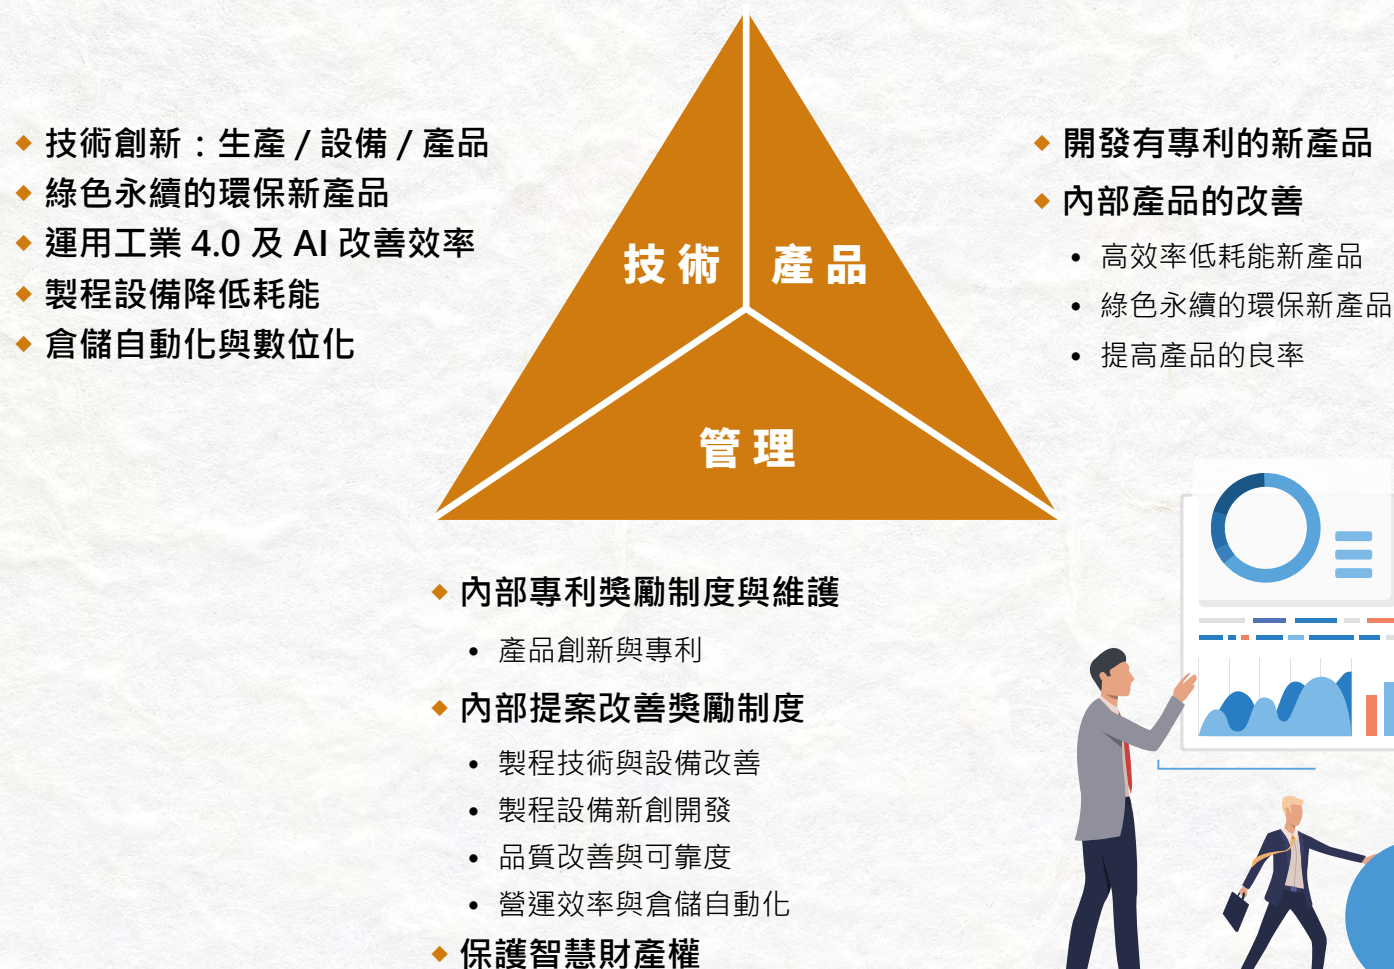 技術創新：生產 / 設備 / 產品
綠色永續的環保新產品
運用工業 4.0 及 AI 改善效率
製程設備降低耗能
倉儲自動化與數位化
技術
產品
管理
開發有專利的新產品
內部產品的改善
高效率低耗能新產品
綠色永續的環保新產品
提高產品的良率
內部專利獎勵制度與維護
產品創新與專利
內部提案改善獎勵制度
製程技術與設備改善
製程設備新創開發
品質改善與可靠度
營運效率與倉儲自動化
保護智慧財產權